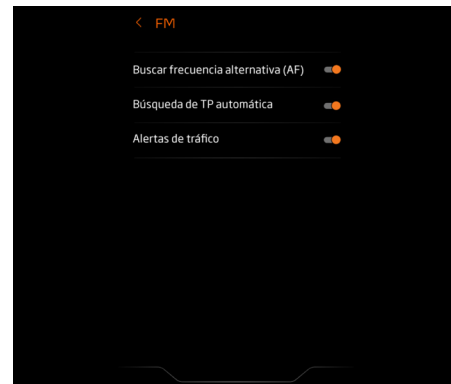 FM
Buscar frecuencia alternativa (AF)
Búsqueda de TP automática
Alertas de tráfico